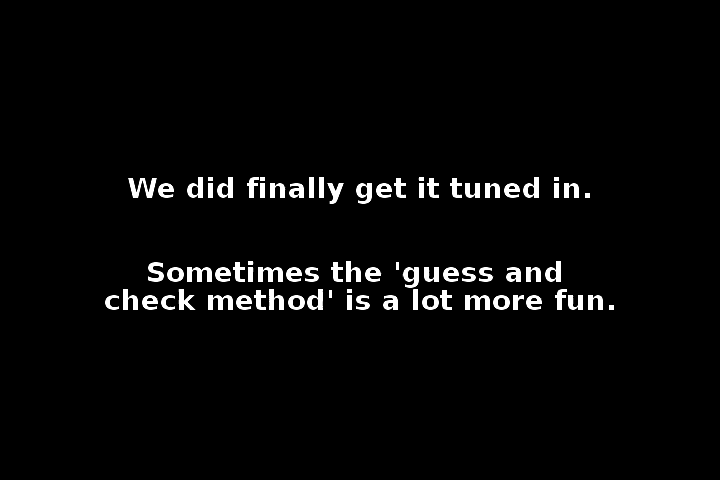 We did finally get it tuned in.
Sometimes the 'guess and
check method' is a lot more fun.